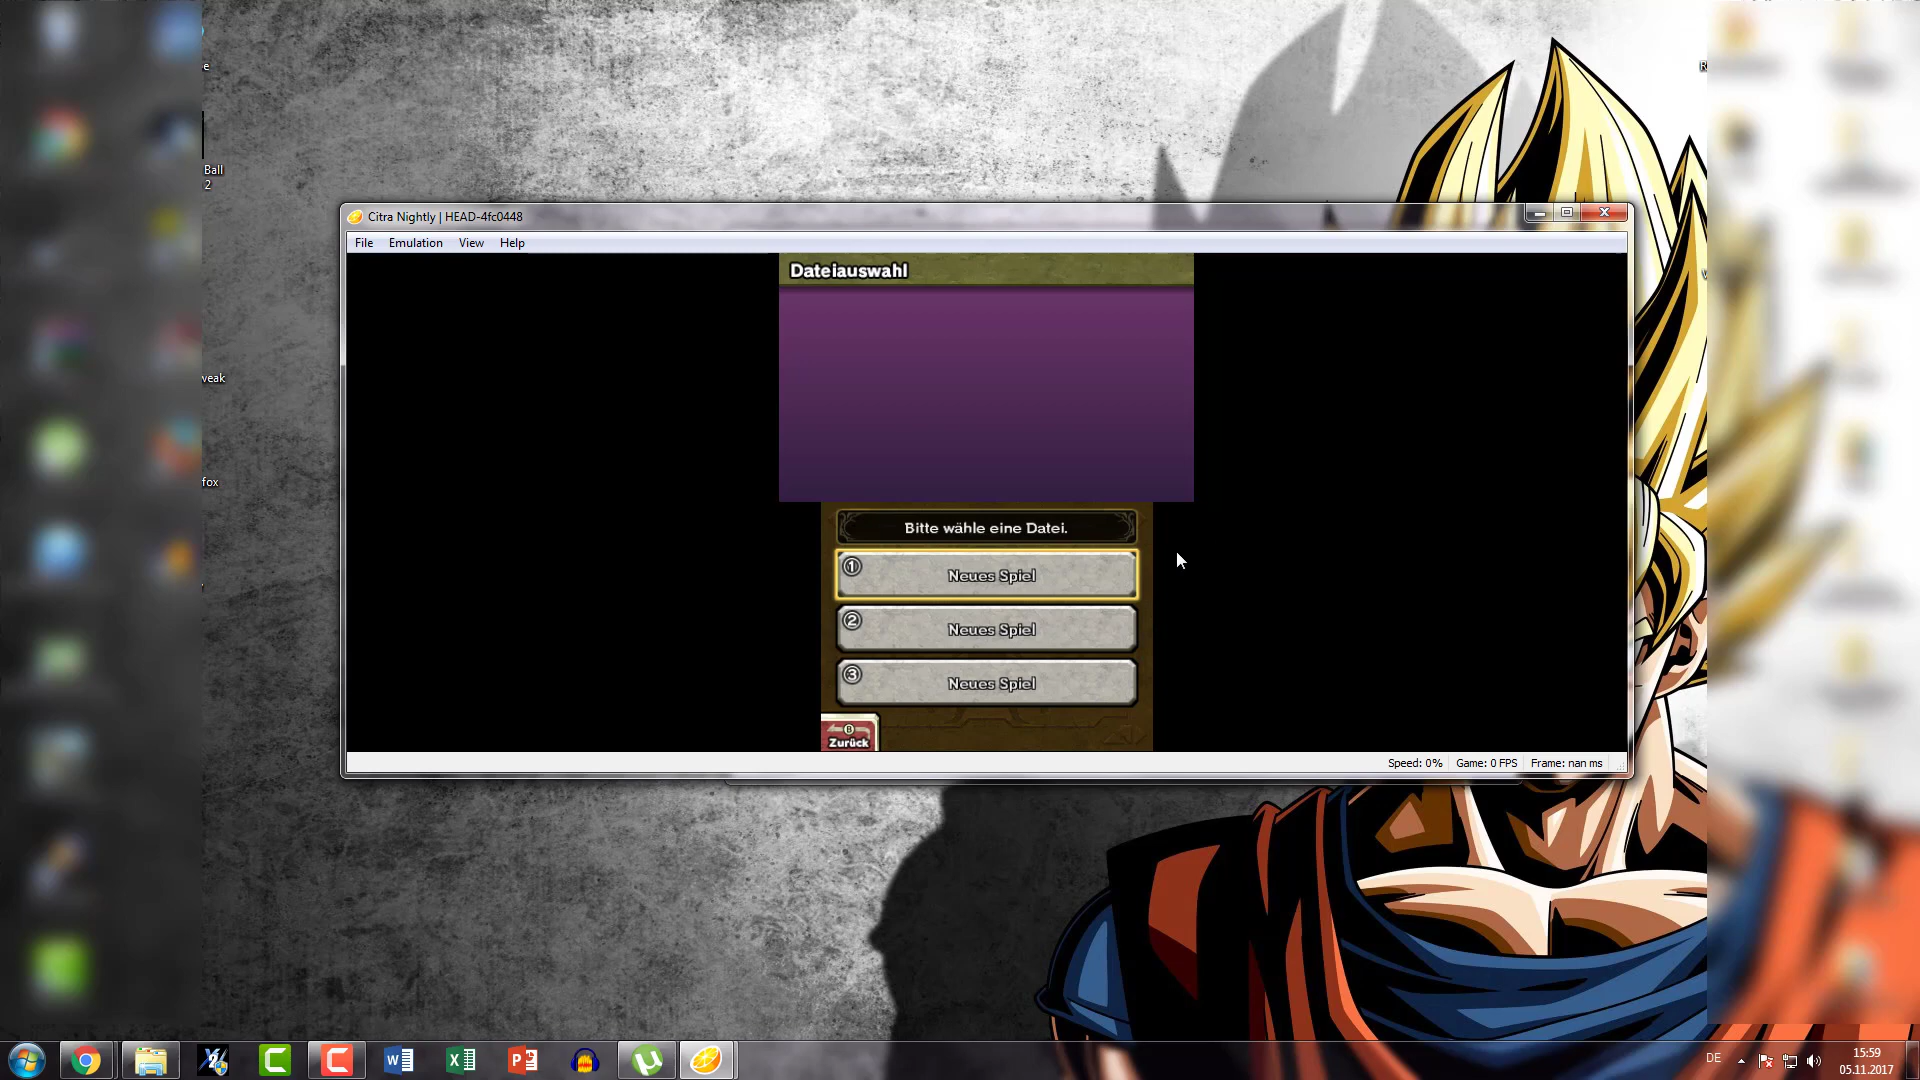 e
R
Ball
2
Citra Nightly | HEAD-4fc0448
File Emulation View Help
Dateiauswahl
weak
fox
Bitte wähle eine Datei.
1 Neues Spiel
2 Neues Spiel
3 Neues Spiel
B
Zurück
Speed: 0% Game: 0 FPS Frame: nan ms
DE
15:59
05.11.2017